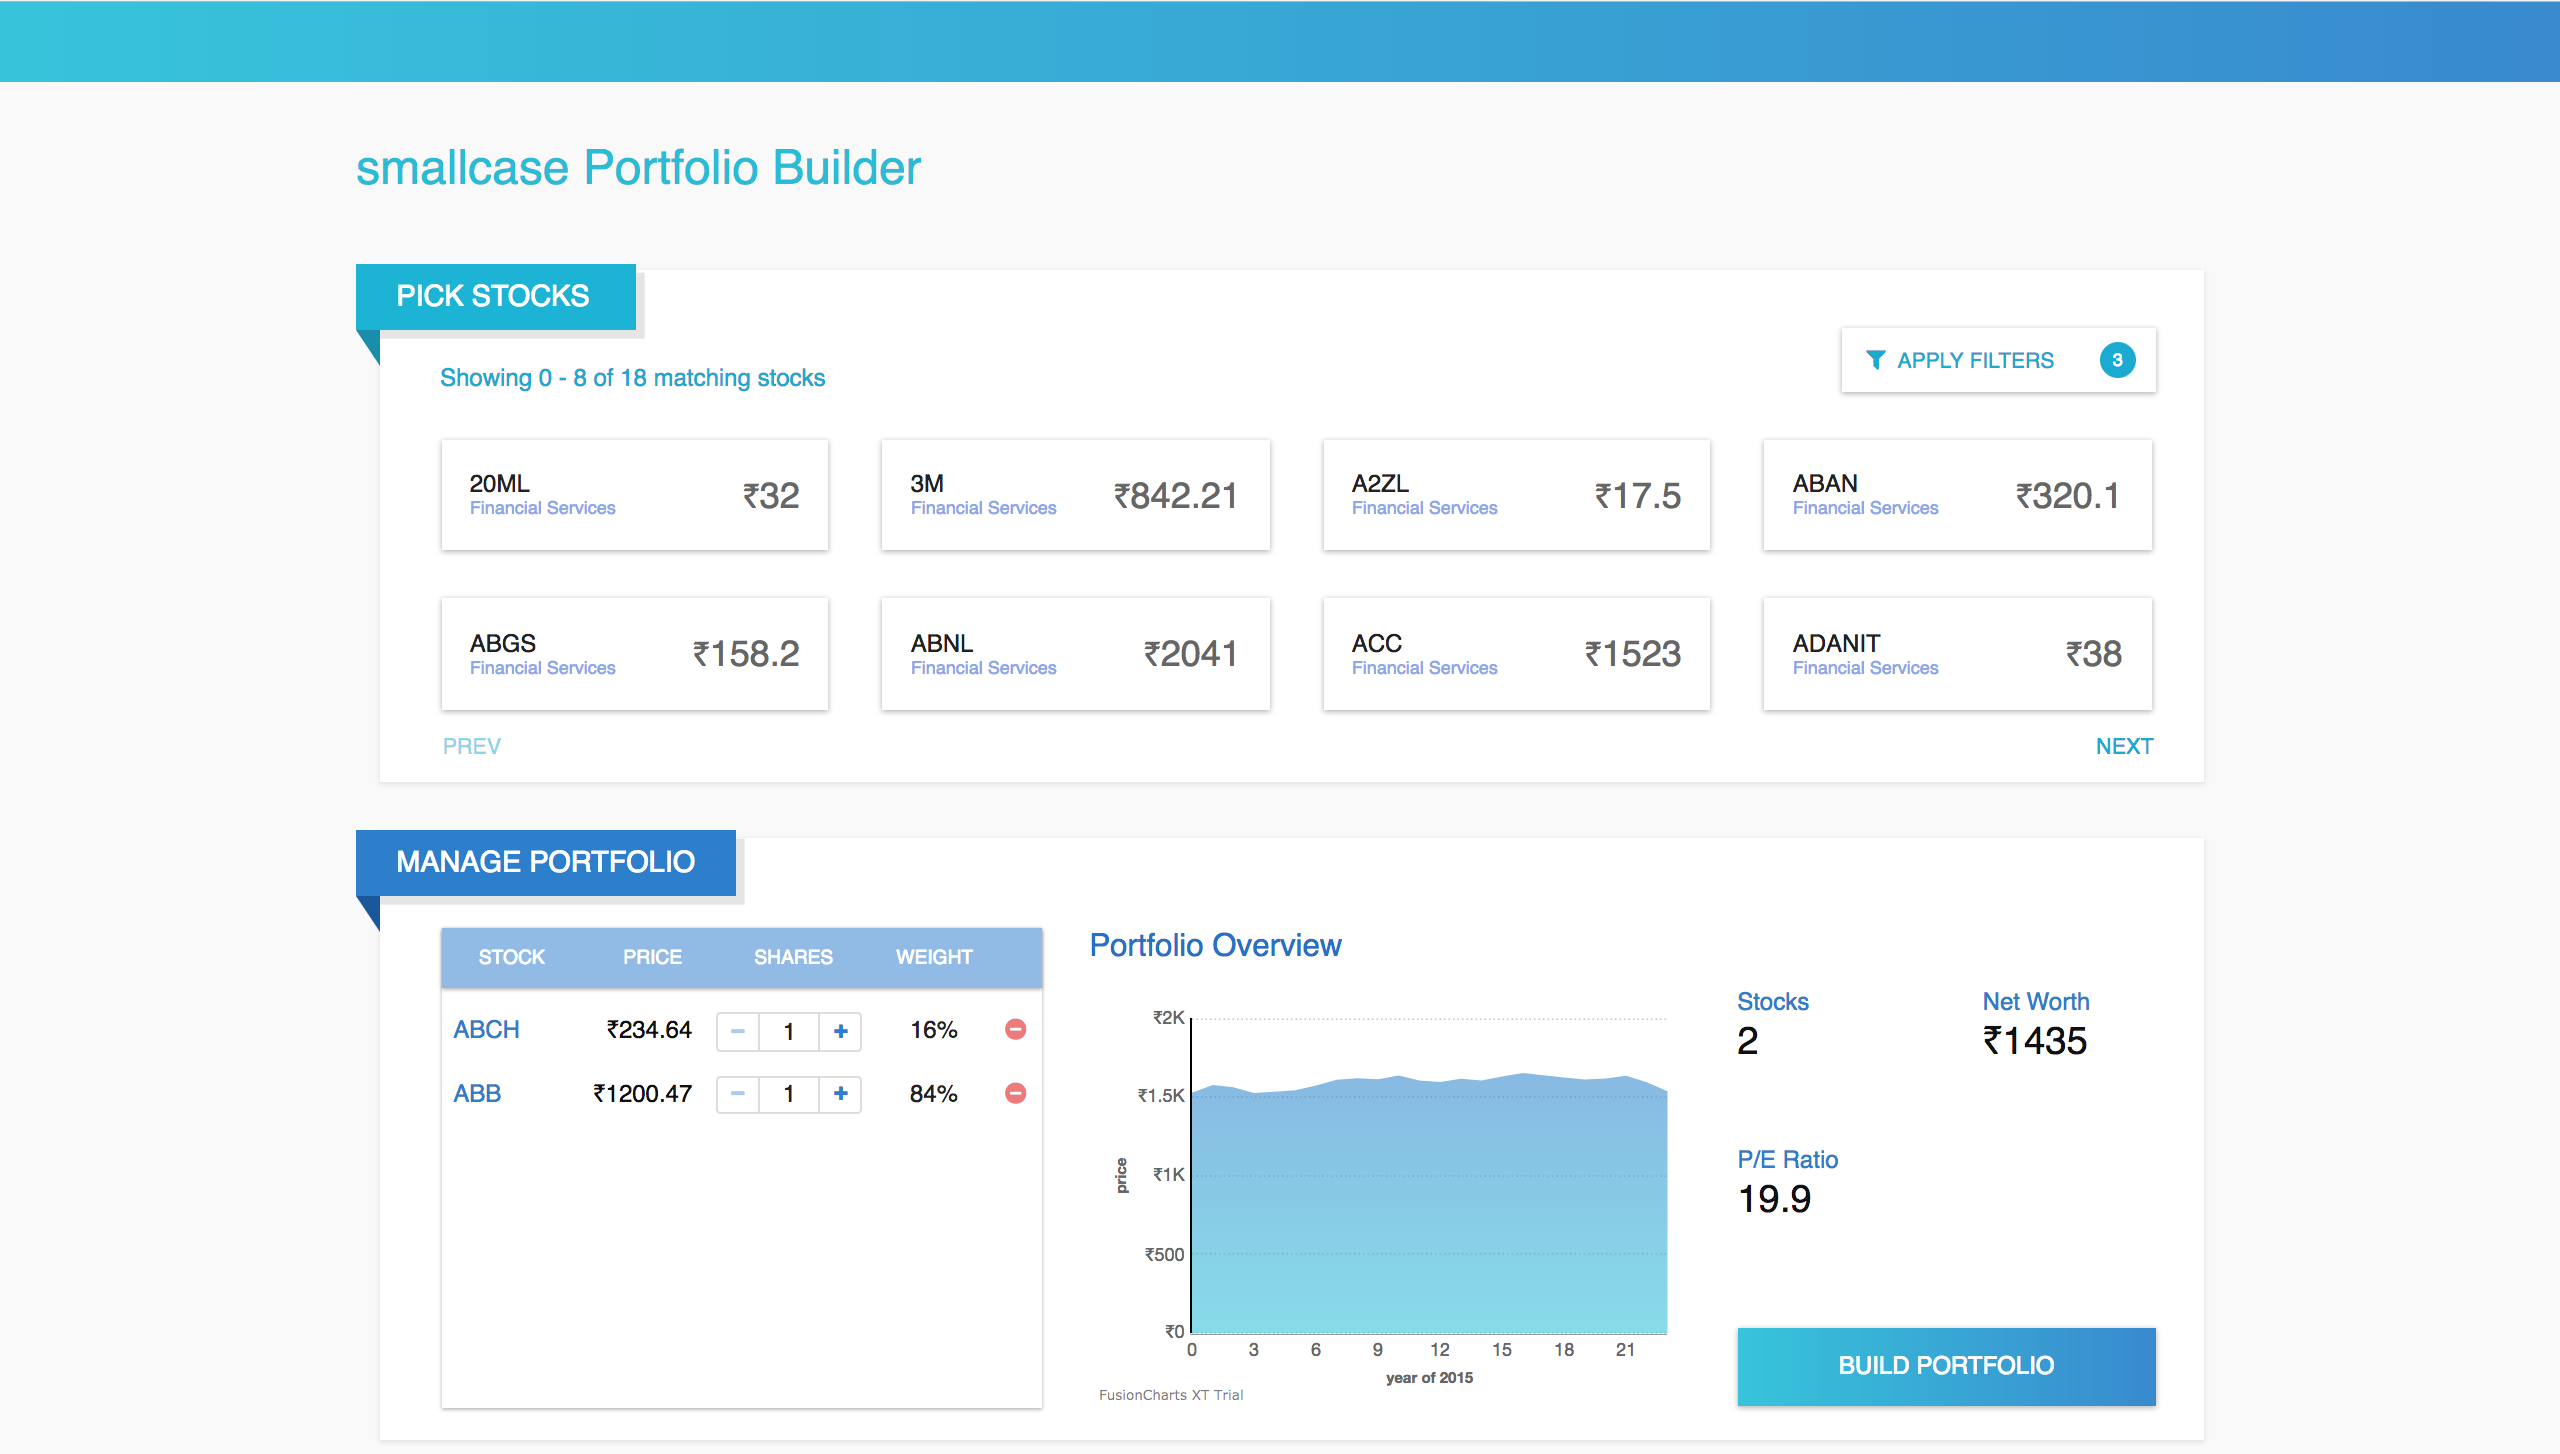 smallcase Portfolio Builder
PICK STOCKS
Showing 0 - 8 of 18 matching stocks
APPLY FILTERS 3
20ML
Financial Services
₹32
3M
Financial Services
₹842.21
A2ZL
Financial Services
₹17.5
ABAN
Financial Services
₹320.1
ABGS
Financial Services
₹158.2
ABNL
Financial Services
₹2041
ACC
Financial Services
₹1523
ADANIT
Financial Services
₹38
PREV
NEXT
MANAGE PORTFOLIO
STOCK PRICE SHARES WEIGHT
ABCH ₹234.64 − 1 + 16%
ABB ₹1200.47 − 1 + 84%
Portfolio Overview
₹2K
₹1.5K
₹1K
₹500
₹0
price
0 3 6 9 12 15 18 21
year of 2015
FusionCharts XT Trial
Stocks
2
Net Worth
₹1435
P/E Ratio
19.9
BUILD PORTFOLIO